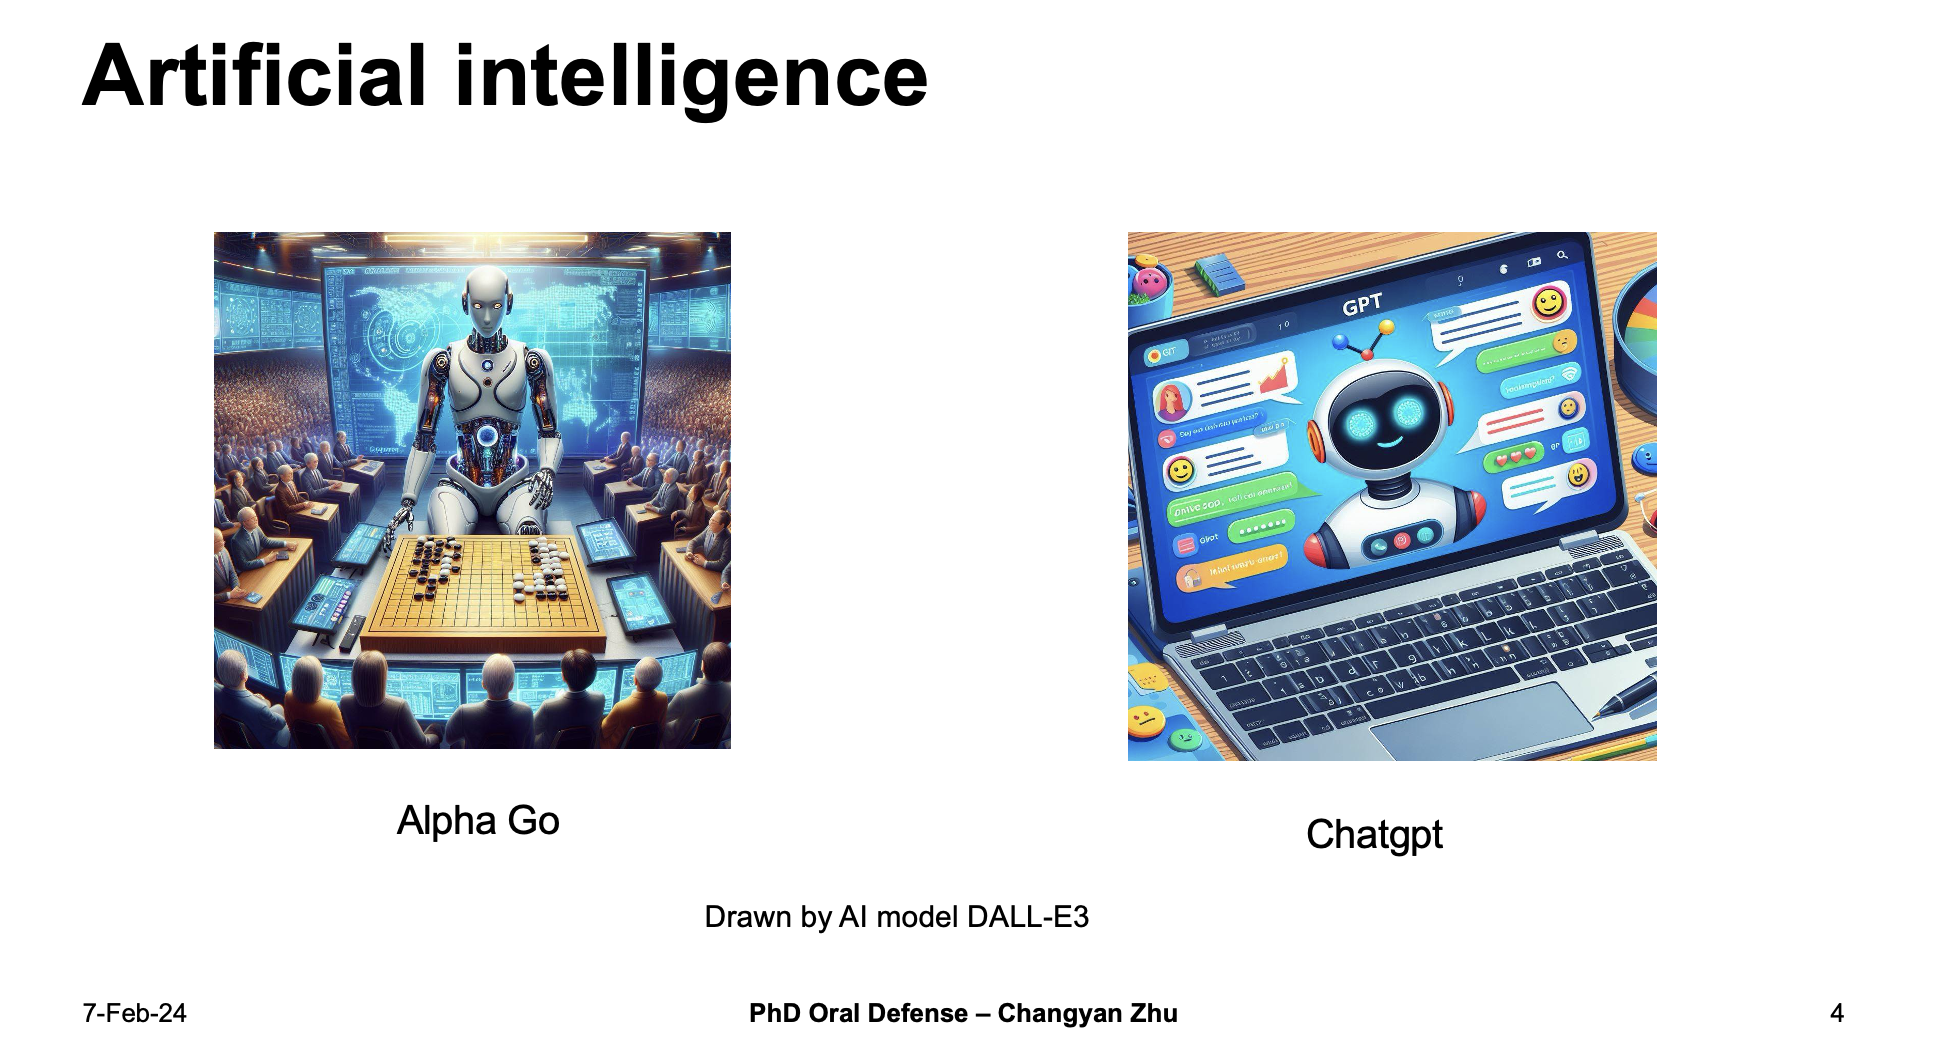 Artificial intelligence
GPT
Alpha Go
Chatgpt
Drawn by AI model DALL-E3
7-Feb-24
PhD Oral Defense – Changyan Zhu
4